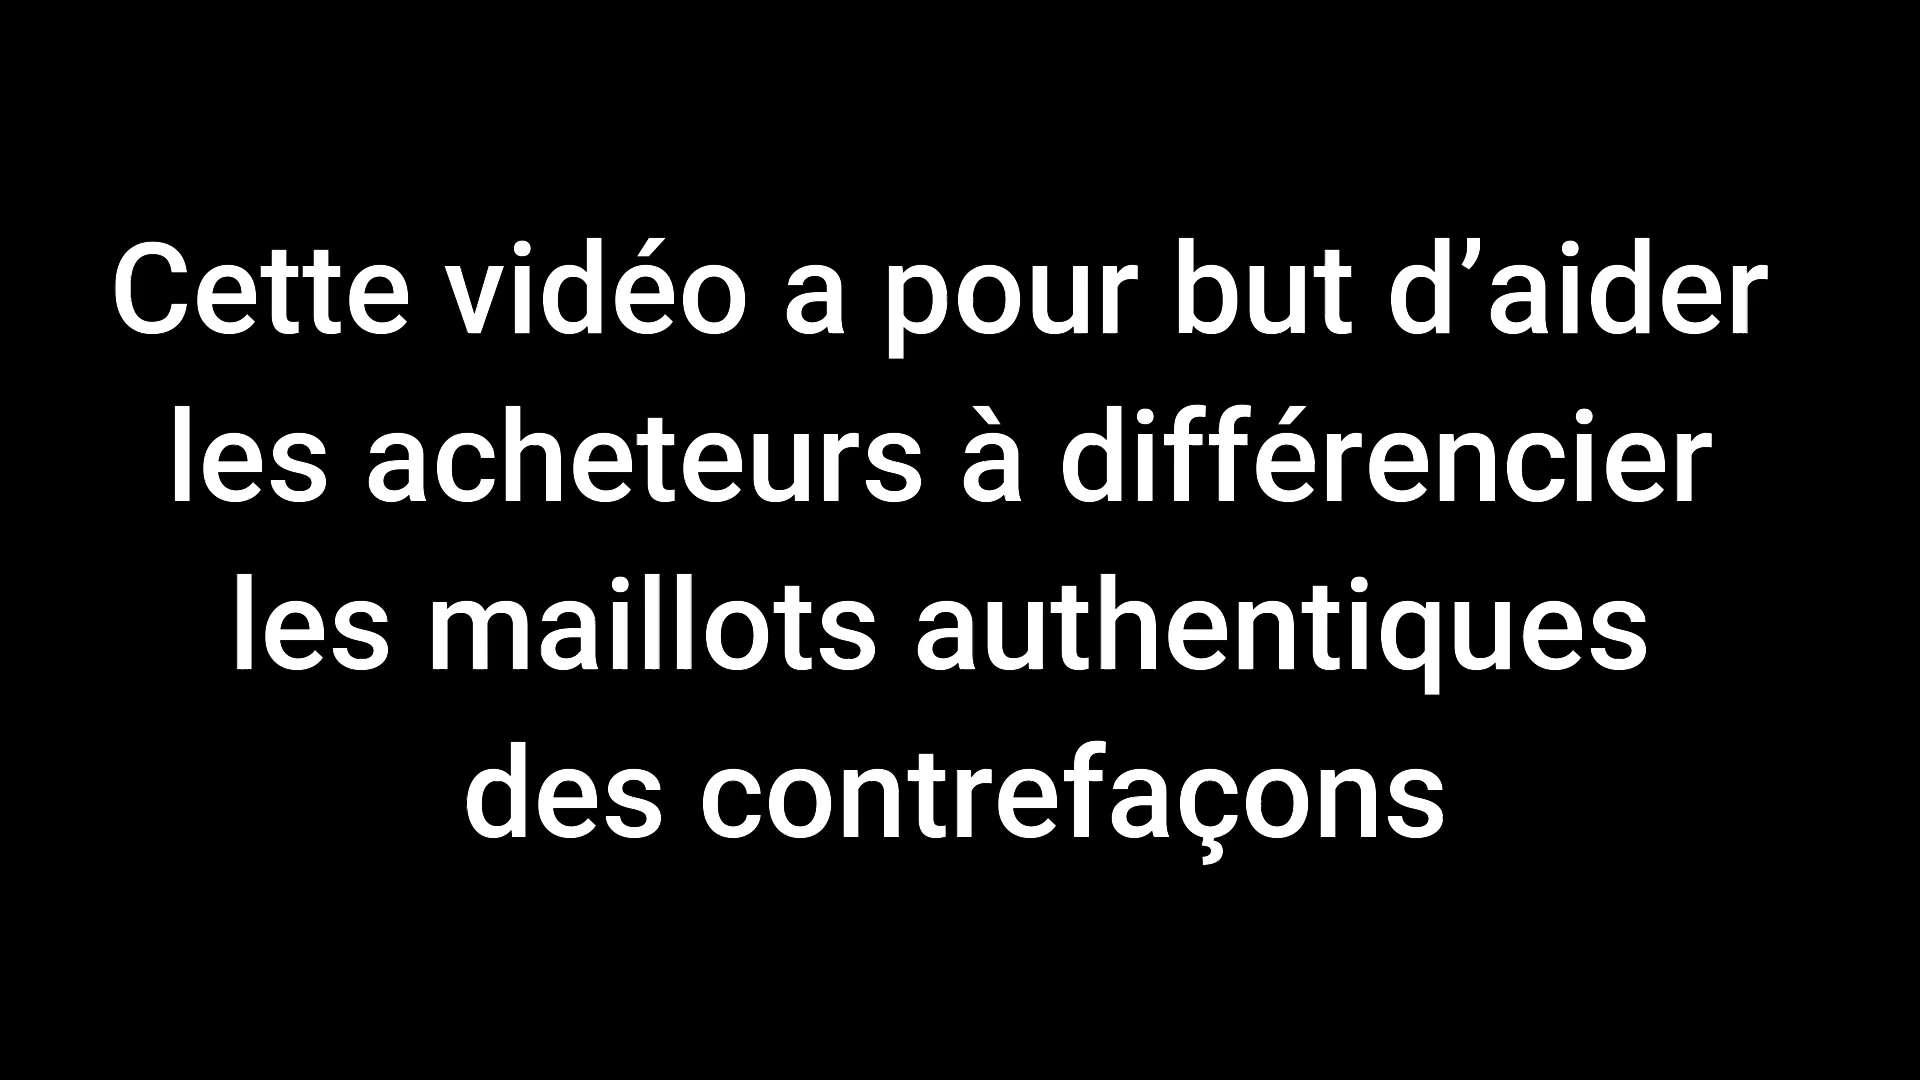 Cette vidéo a pour but d’aider
les acheteurs à différencier
les maillots authentiques
des contrefaçons